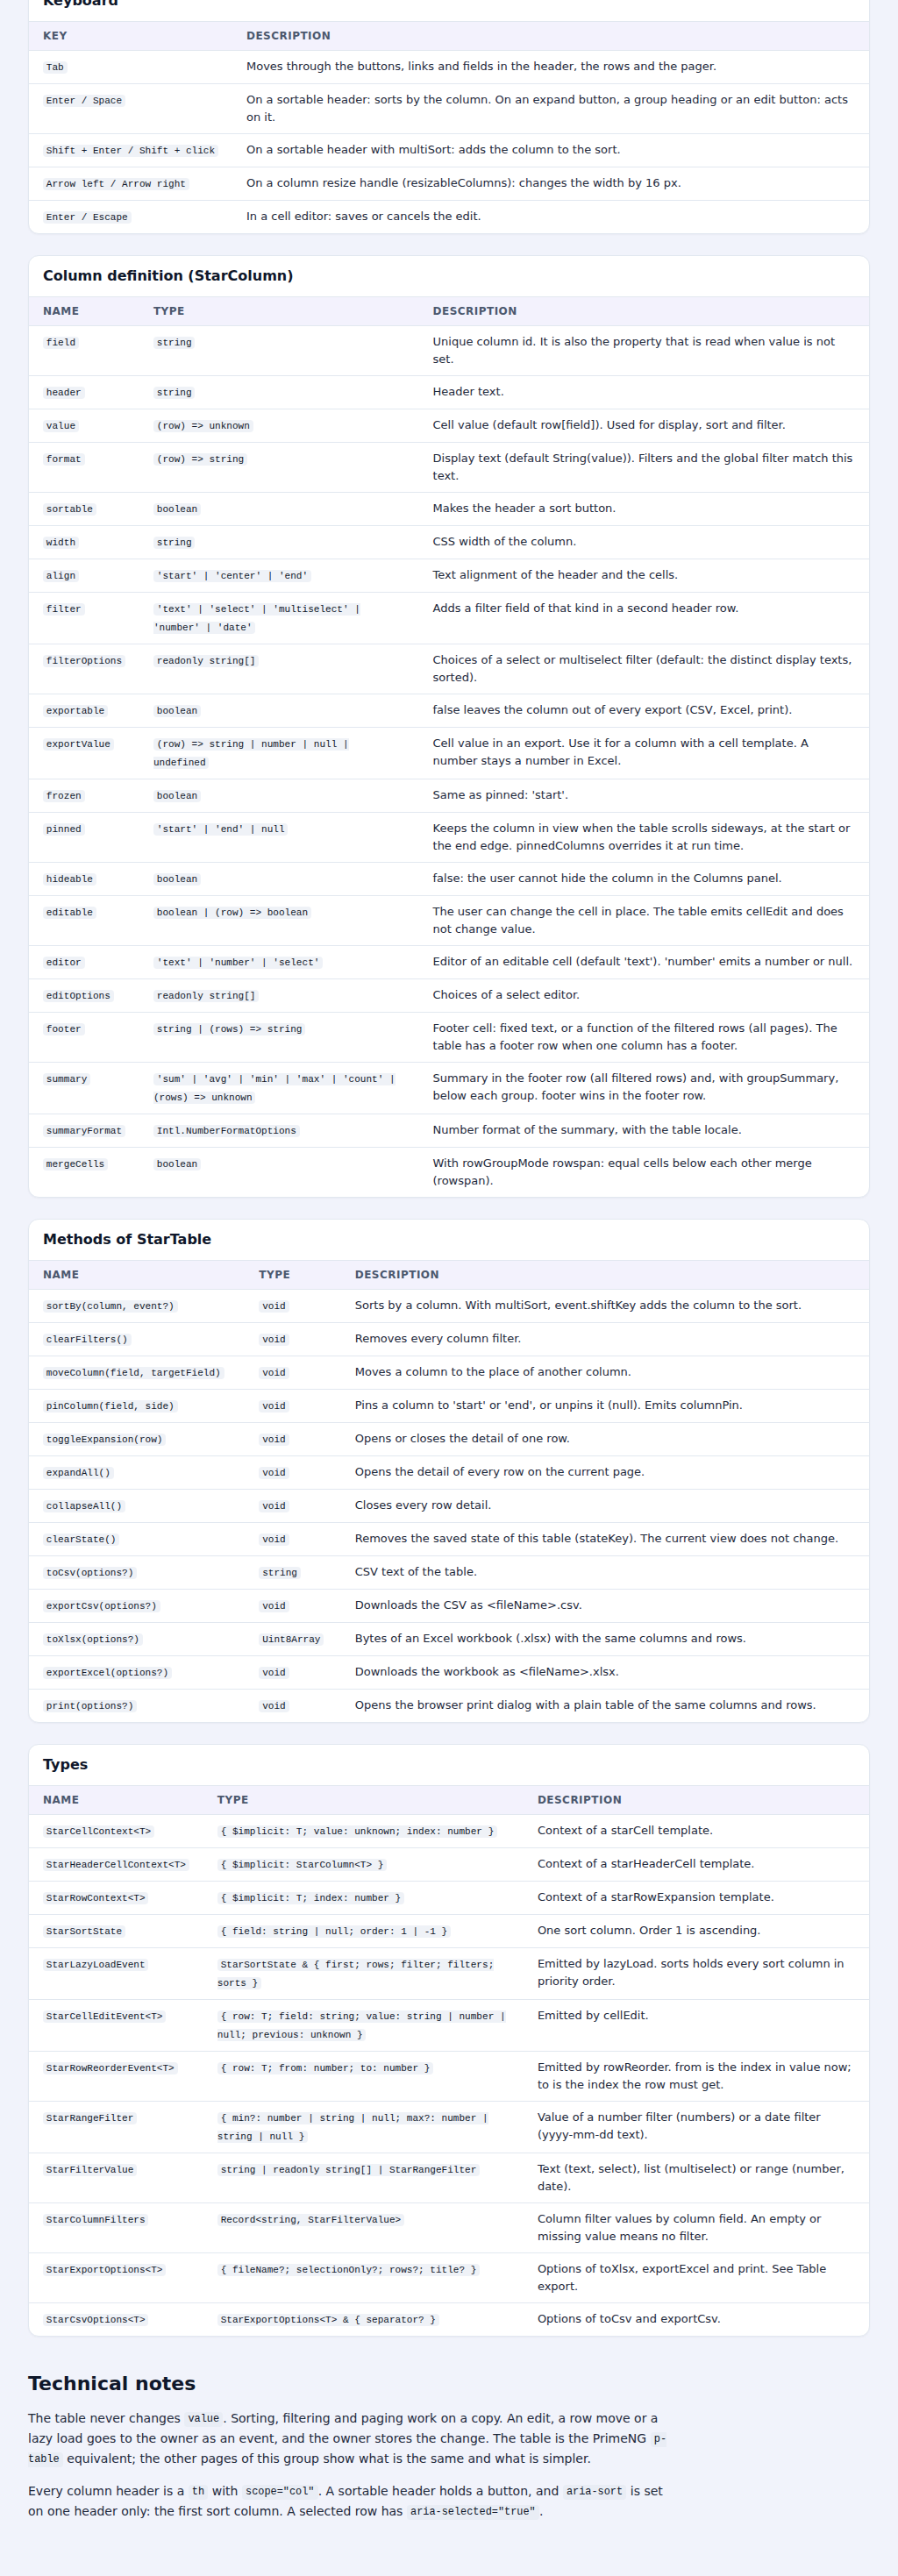 Keyboard
KEY DESCRIPTION
Tab Moves through the buttons, links and fields in the header, the rows and the pager.
Enter / Space On a sortable header: sorts by the column. On an expand button, a group heading or an edit button: acts
on it.
Shift + Enter / Shift + click On a sortable header with multiSort: adds the column to the sort.
Arrow left / Arrow right On a column resize handle (resizableColumns): changes the width by 16 px.
Enter / Escape In a cell editor: saves or cancels the edit.
Column definition (StarColumn)
NAME TYPE DESCRIPTION
field string Unique column id. It is also the property that is read when value is not
set.
header string Header text.
value (row) => unknown Cell value (default row[field]). Used for display, sort and filter.
format (row) => string Display text (default String(value)). Filters and the global filter match this
text.
sortable boolean Makes the header a sort button.
width string CSS width of the column.
align 'start' | 'center' | 'end' Text alignment of the header and the cells.
filter 'text' | 'select' | 'multiselect' | Adds a filter field of that kind in a second header row.
'number' | 'date'
filterOptions readonly string[] Choices of a select or multiselect filter (default: the distinct display texts,
sorted).
exportable boolean false leaves the column out of every export (CSV, Excel, print).
exportValue (row) => string | number | null | Cell value in an export. Use it for a column with a cell template. A
undefined number stays a number in Excel.
frozen boolean Same as pinned: 'start'.
pinned 'start' | 'end' | null Keeps the column in view when the table scrolls sideways, at the start or
the end edge. pinnedColumns overrides it at run time.
hideable boolean false: the user cannot hide the column in the Columns panel.
editable boolean | (row) => boolean The user can change the cell in place. The table emits cellEdit and does
not change value.
editor 'text' | 'number' | 'select' Editor of an editable cell (default 'text'). 'number' emits a number or null.
editOptions readonly string[] Choices of a select editor.
footer string | (rows) => string Footer cell: fixed text, or a function of the filtered rows (all pages). The
table has a footer row when one column has a footer.
summary 'sum' | 'avg' | 'min' | 'max' | 'count' | Summary in the footer row (all filtered rows) and, with groupSummary,
(rows) => unknown below each group. footer wins in the footer row.
summaryFormat Intl.NumberFormatOptions Number format of the summary, with the table locale.
mergeCells boolean With rowGroupMode rowspan: equal cells below each other merge
(rowspan).
Methods of StarTable
NAME TYPE DESCRIPTION
sortBy(column, event?) void Sorts by a column. With multiSort, event.shiftKey adds the column to the sort.
clearFilters() void Removes every column filter.
moveColumn(field, targetField) void Moves a column to the place of another column.
pinColumn(field, side) void Pins a column to 'start' or 'end', or unpins it (null). Emits columnPin.
toggleExpansion(row) void Opens or closes the detail of one row.
expandAll() void Opens the detail of every row on the current page.
collapseAll() void Closes every row detail.
clearState() void Removes the saved state of this table (stateKey). The current view does not change.
toCsv(options?) string CSV text of the table.
exportCsv(options?) void Downloads the CSV as <fileName>.csv.
toXlsx(options?) Uint8Array Bytes of an Excel workbook (.xlsx) with the same columns and rows.
exportExcel(options?) void Downloads the workbook as <fileName>.xlsx.
print(options?) void Opens the browser print dialog with a plain table of the same columns and rows.
Types
NAME TYPE DESCRIPTION
StarCellContext<T> { $implicit: T; value: unknown; index: number } Context of a starCell template.
StarHeaderCellContext<T> { $implicit: StarColumn<T> } Context of a starHeaderCell template.
StarRowContext<T> { $implicit: T; index: number } Context of a starRowExpansion template.
StarSortState { field: string | null; order: 1 | -1 } One sort column. Order 1 is ascending.
StarLazyLoadEvent StarSortState & { first; rows; filter; filters; Emitted by lazyLoad. sorts holds every sort column in
sorts } priority order.
StarCellEditEvent<T> { row: T; field: string; value: string | number | Emitted by cellEdit.
null; previous: unknown }
StarRowReorderEvent<T> { row: T; from: number; to: number } Emitted by rowReorder. from is the index in value now;
to is the index the row must get.
StarRangeFilter { min?: number | string | null; max?: number | Value of a number filter (numbers) or a date filter
string | null } (yyyy-mm-dd text).
StarFilterValue string | readonly string[] | StarRangeFilter Text (text, select), list (multiselect) or range (number,
date).
StarColumnFilters Record<string, StarFilterValue> Column filter values by column field. An empty or
missing value means no filter.
StarExportOptions<T> { fileName?; selectionOnly?; rows?; title? } Options of toXlsx, exportExcel and print. See Table
export.
StarCsvOptions<T> StarExportOptions<T> & { separator? } Options of toCsv and exportCsv.
Technical notes
The table never changes value. Sorting, filtering and paging work on a copy. An edit, a row move or a
lazy load goes to the owner as an event, and the owner stores the change. The table is the PrimeNG p-
table equivalent; the other pages of this group show what is the same and what is simpler.
Every column header is a th with scope="col". A sortable header holds a button, and aria-sort is set
on one header only: the first sort column. A selected row has aria-selected="true".